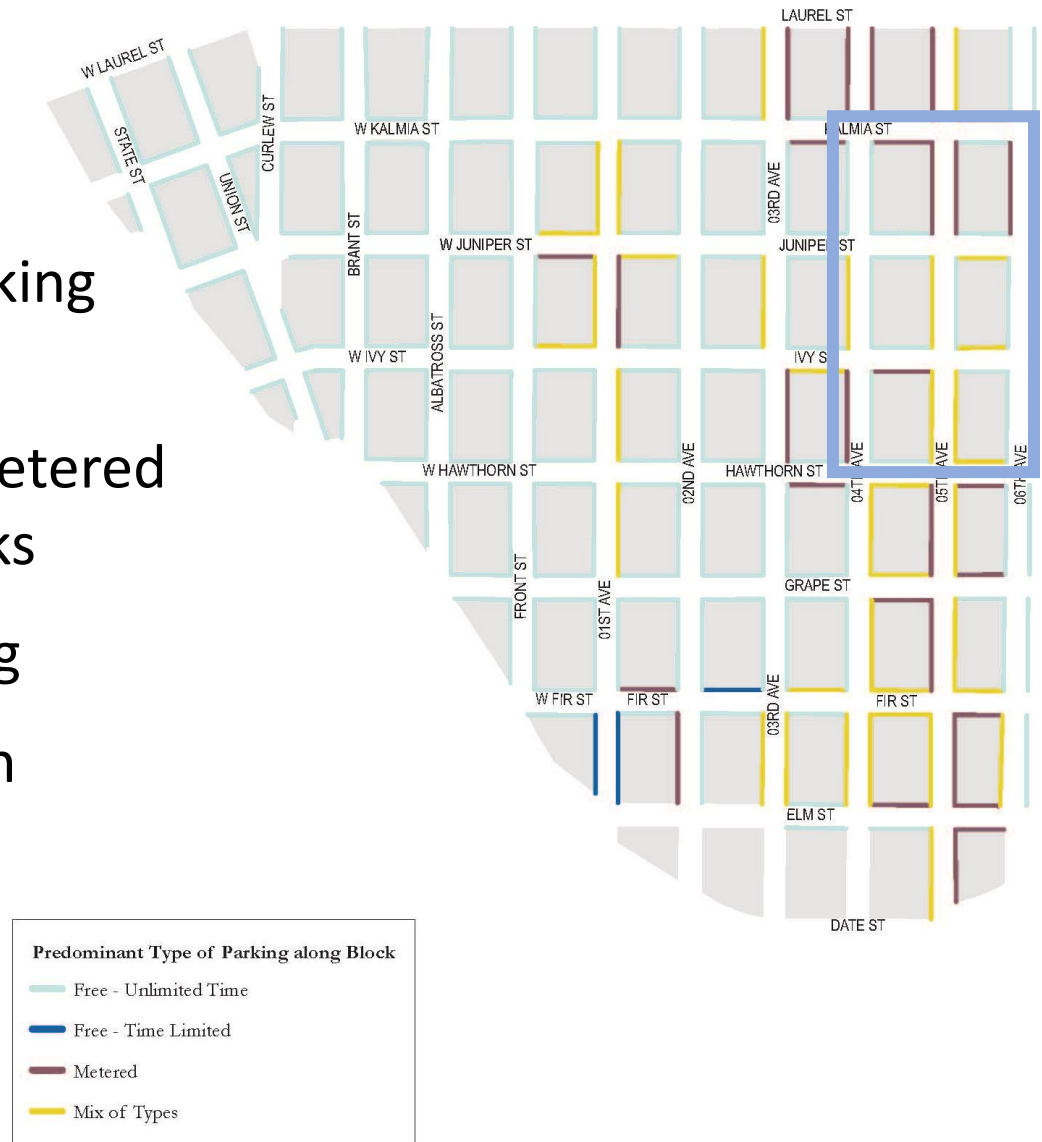 LAUREL ST
W LAUREL ST
CURLEW ST
STATE ST
W KALMIA ST
KALMIA ST
UNION ST
03RD AVE
BRANT ST
W JUNIPER ST
JUNIPER ST
king
ALBATROSS ST
W IVY ST
IVY S
etered
W HAWTHORN ST
02ND AVE
HAWTHORN ST
04TH AVE
05TH AVE
06TH AVE
ks
FRONT ST
01ST AVE
GRAPE ST
g
W FIR ST
FIR ST
03RD AVE
FIR ST
n
ELM ST
DATE ST
Predominant Type of Parking along Block
Free - Unlimited Time
Free - Time Limited
Metered
Mix of Types